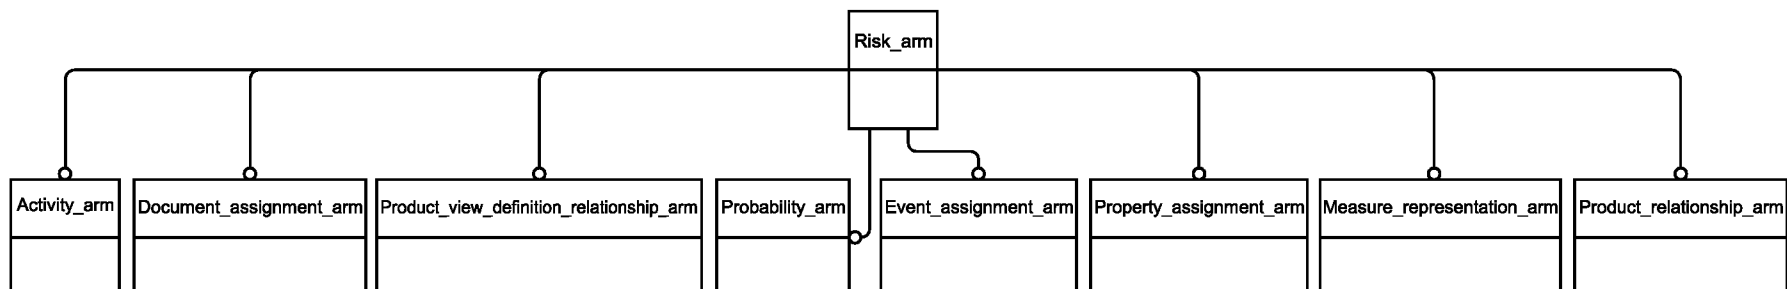 Risk_arm
Activity_arm
Document_assignment_arm
Product_view_definition_relationship_arm
Probability_arm
Event_assignment_arm
Property_assignment_arm
Measure_representation_arm
Product_relationship_arm